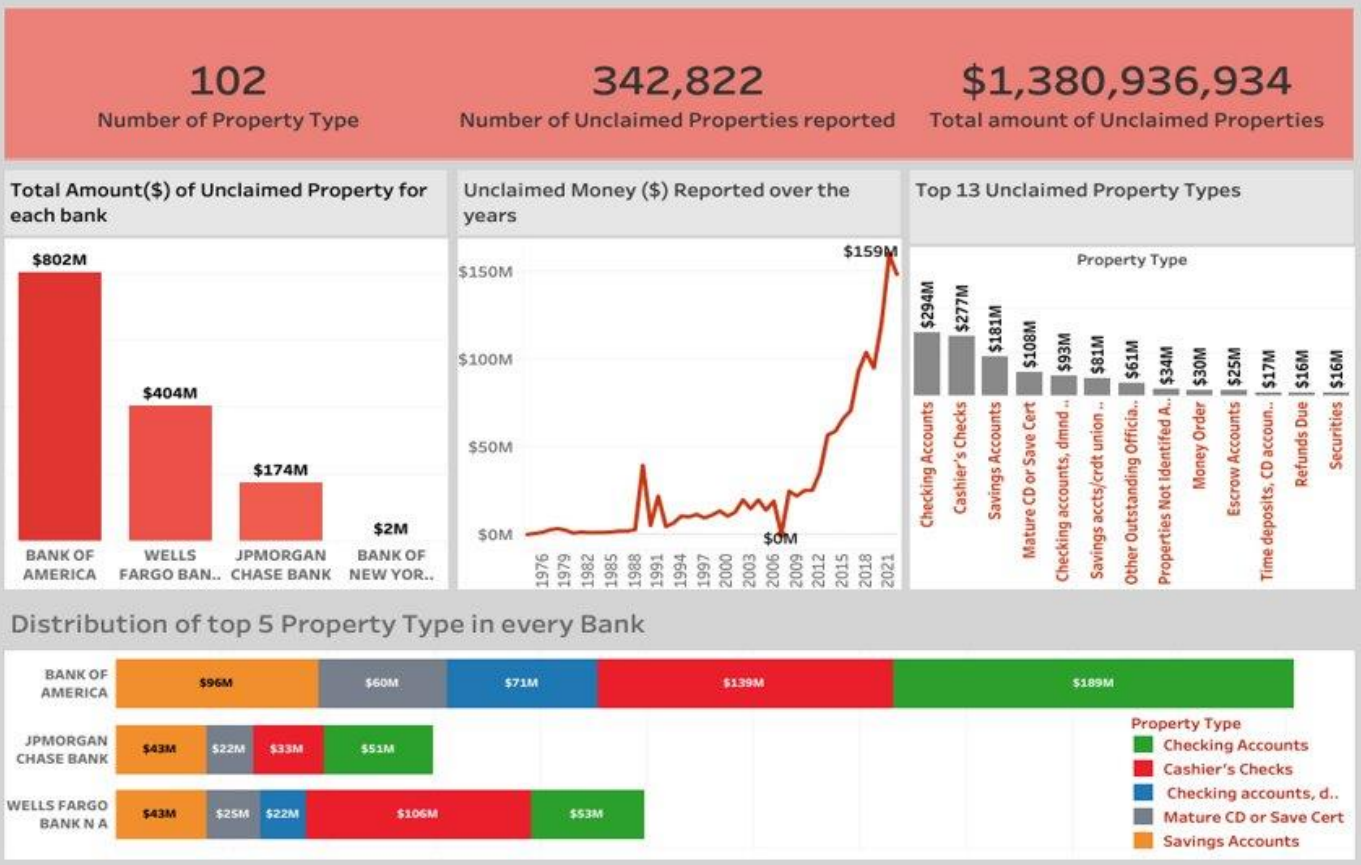 102
Number of Property Type
342,822
Number of Unclaimed Properties reported
$1,380,936,934
Total amount of Unclaimed Properties
Total Amount($) of Unclaimed Property for
each bank
$802M
$404M
$174M
$2M
BANK OF
AMERICA
WELLS
FARGO BAN..
JPMORGAN
CHASE BANK
BANK OF
NEW YOR..
Unclaimed Money ($) Reported over the
years
$159M
$150M
$100M
$50M
$0M
$0M
1976
1979
1982
1985
1988
1991
1994
1997
2000
2003
2006
2009
2012
2015
2018
2021
Top 13 Unclaimed Property Types
Property Type
$294M
$277M
$181M
$108M
$93M
$81M
$61M
$34M
$30M
$25M
$17M
$16M
$16M
Checking Accounts
Cashier's Checks
Savings Accounts
Mature CD or Save Cert
Checking accounts, dmnd ..
Savings accts/crdt union ..
Other Outstanding Officia..
Properties Not Identifed A..
Money Order
Escrow Accounts
Time deposits, CD accoun..
Refunds Due
Securities
Distribution of top 5 Property Type in every Bank
BANK OF
AMERICA
$96M
$60M
$71M
$139M
$189M
JPMORGAN
CHASE BANK
$43M
$22M
$33M
$51M
WELLS FARGO
BANK N A
$43M
$25M
$22M
$106M
$53M
Property Type
Checking Accounts
Cashier's Checks
Checking accounts, d..
Mature CD or Save Cert
Savings Accounts